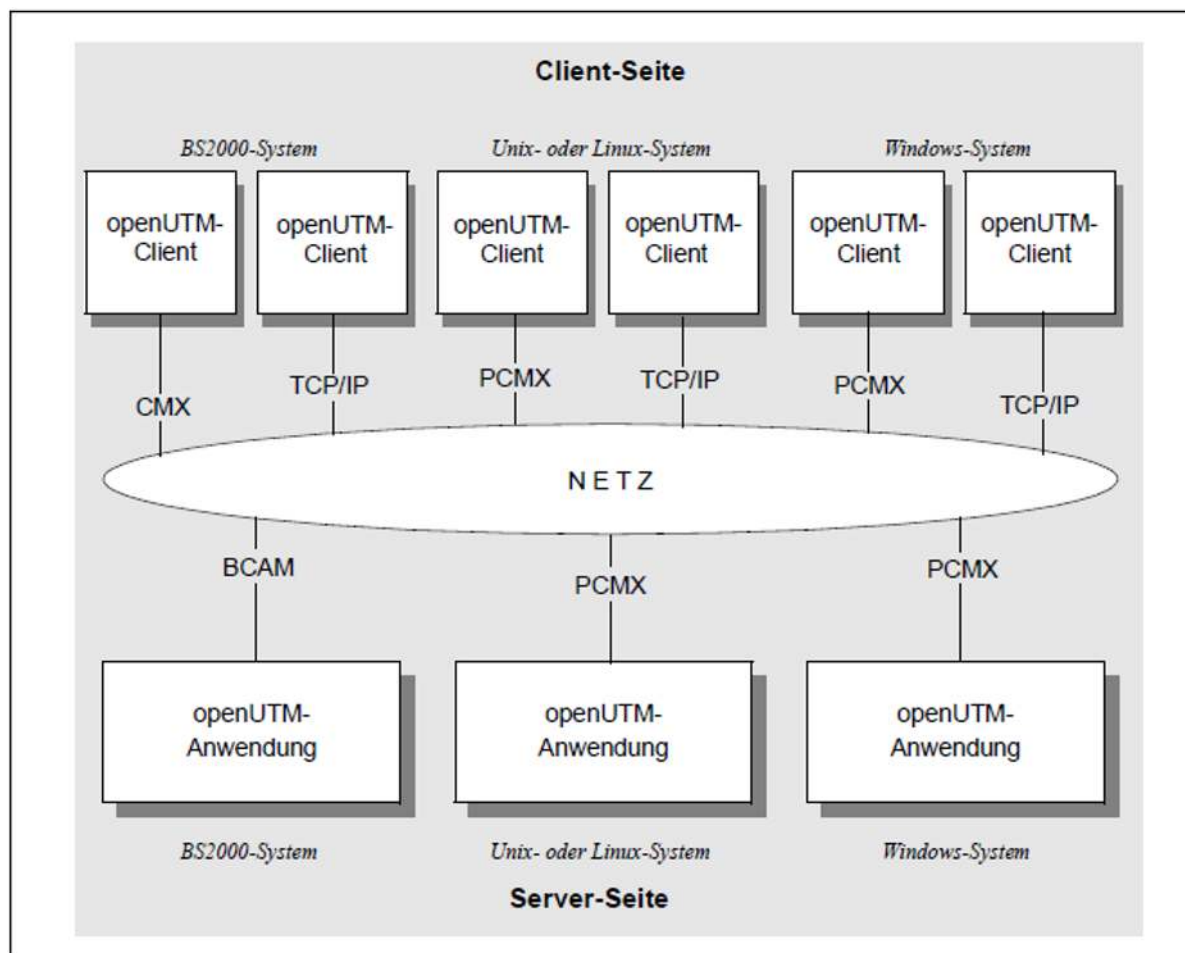 Client-Seite
BS2000-System
Unix- oder Linux-System
Windows-System
openUTM-
Client
openUTM-
Client
openUTM-
Client
openUTM-
Client
openUTM-
Client
openUTM-
Client
CMX
TCP/IP
PCMX
TCP/IP
PCMX
TCP/IP
NETZ
BCAM
PCMX
PCMX
openUTM-
Anwendung
openUTM-
Anwendung
openUTM-
Anwendung
BS2000-System
Unix- oder Linux-System
Windows-System
Server-Seite